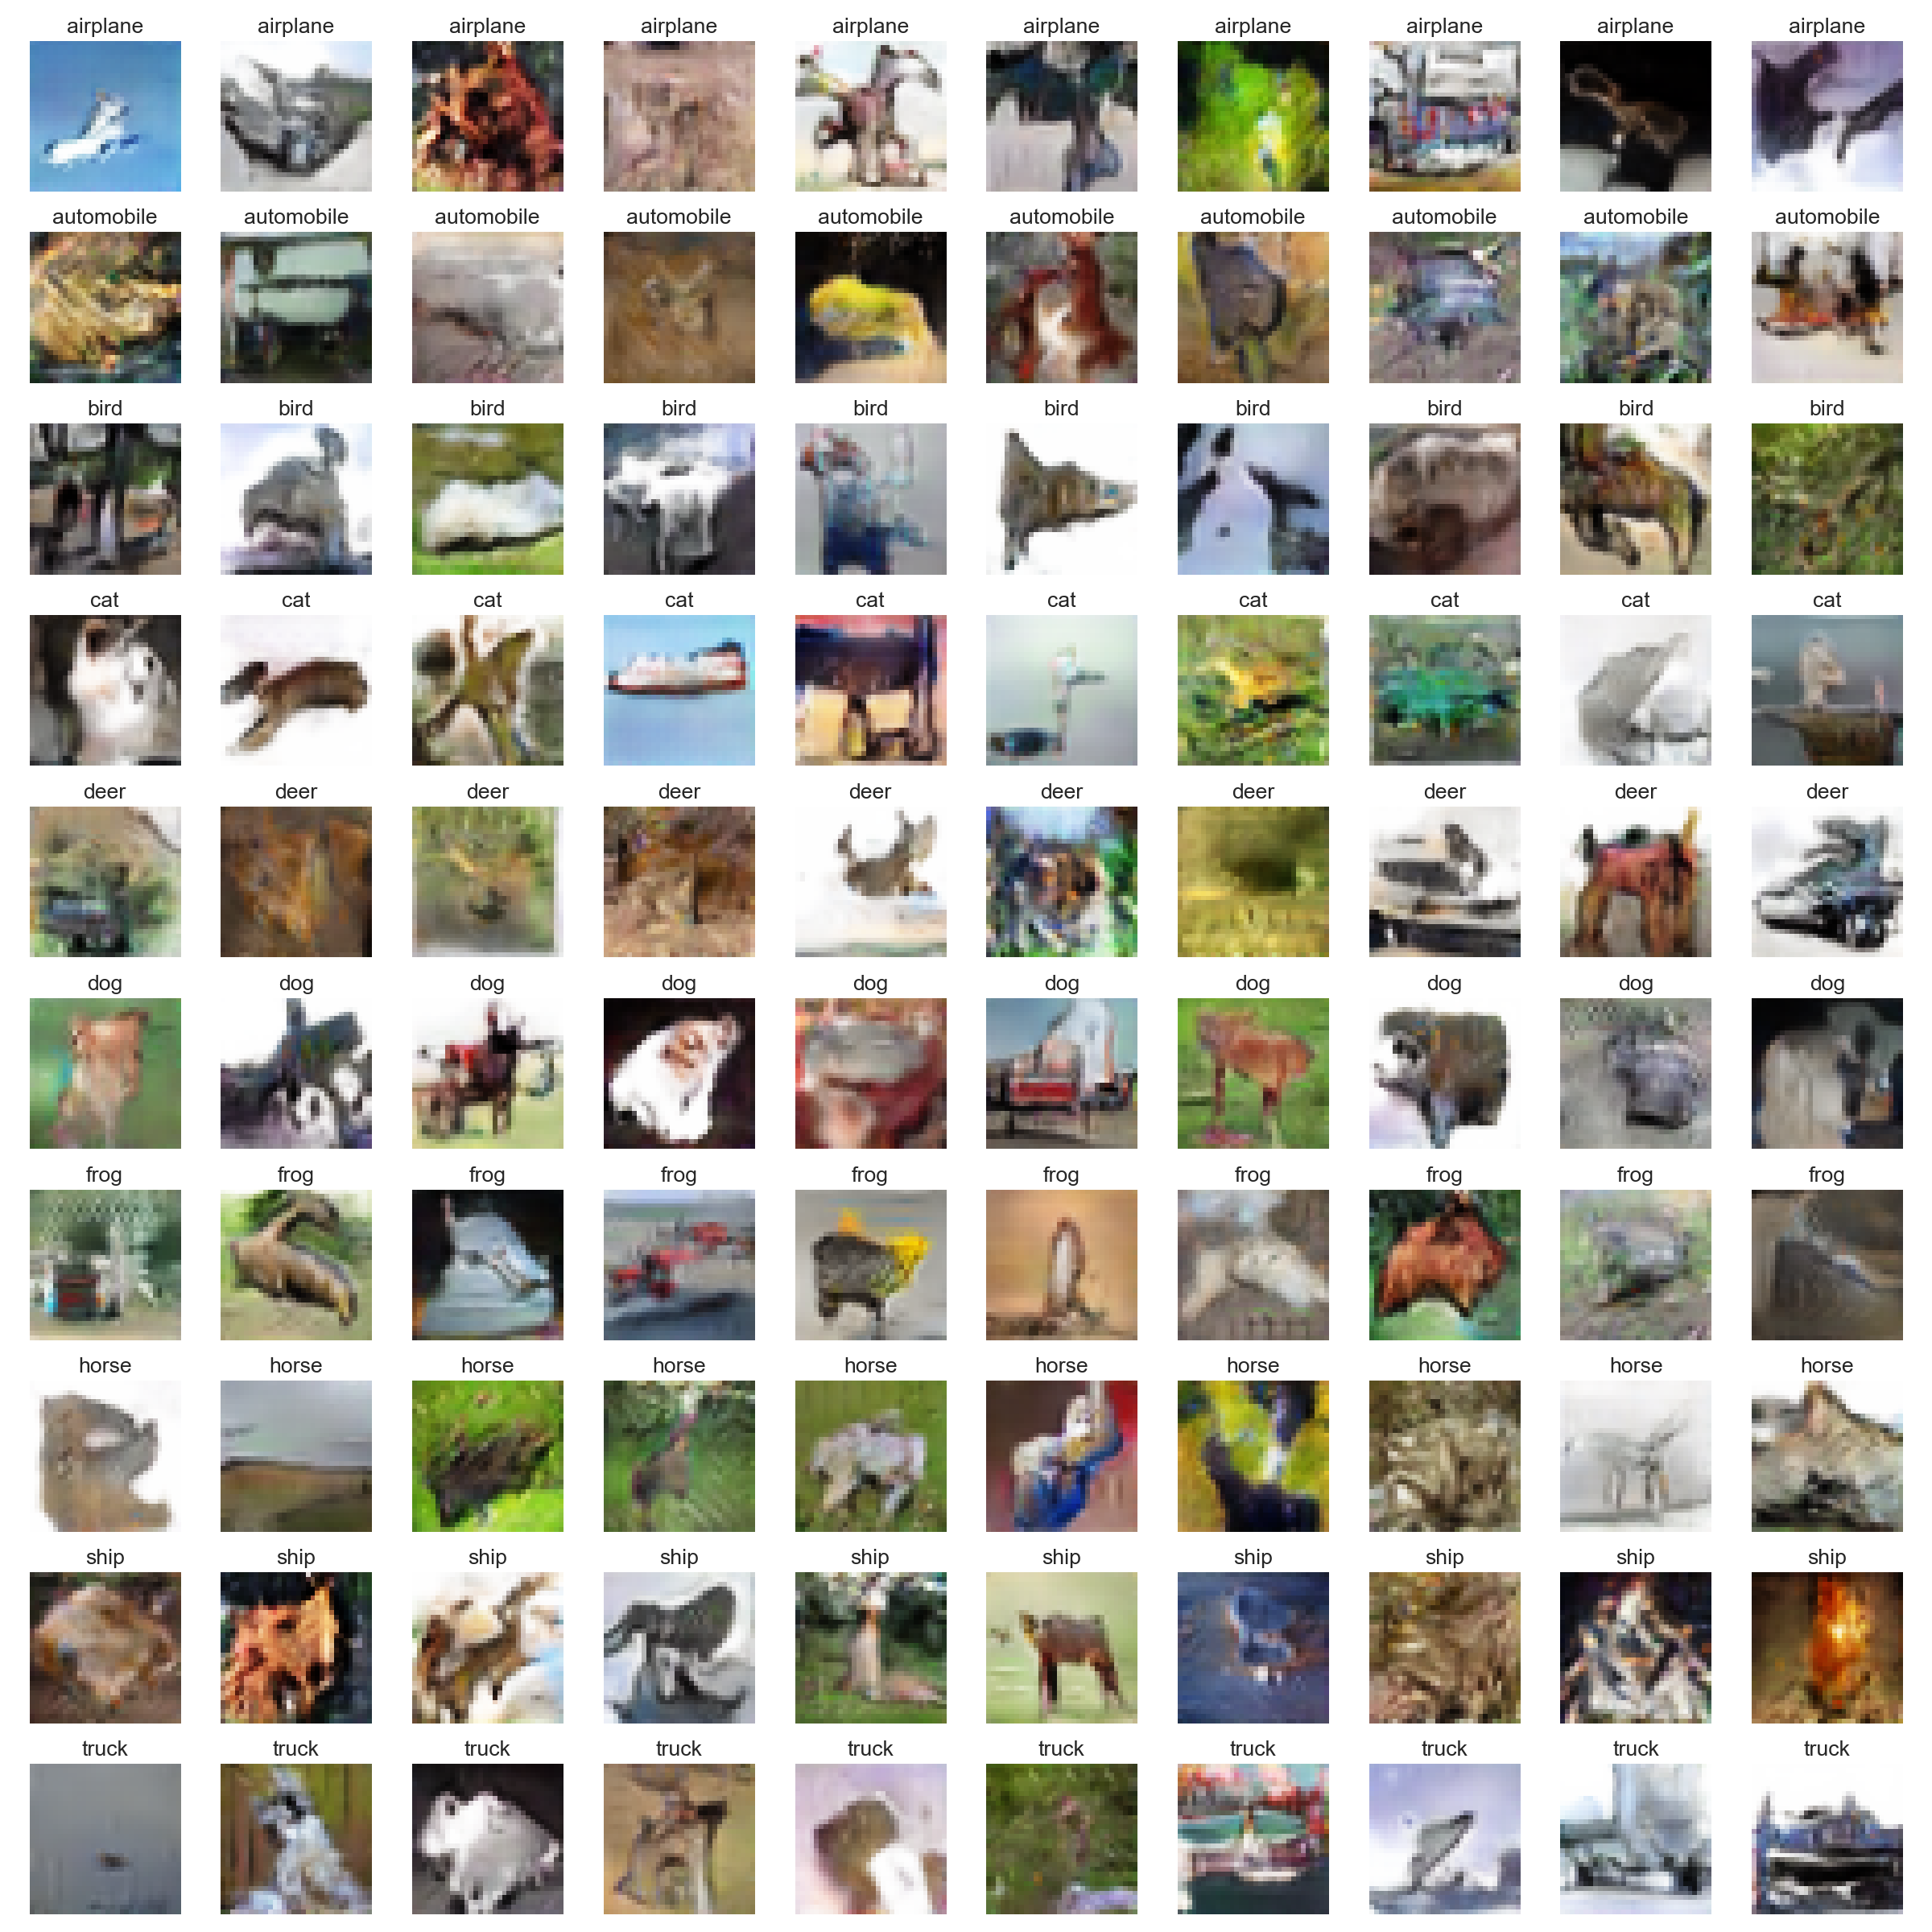 airplane airplane airplane airplane airplane airplane airplane airplane airplane airplane
automobile automobile automobile automobile automobile automobile automobile automobile automobile automobile
bird bird bird bird bird bird bird bird bird bird
cat cat cat cat cat cat cat cat cat cat
deer deer deer deer deer deer deer deer deer deer
dog dog dog dog dog dog dog dog dog dog
frog frog frog frog frog frog frog frog frog frog
horse horse horse horse horse horse horse horse horse horse
ship ship ship ship ship ship ship ship ship ship
truck truck truck truck truck truck truck truck truck truck